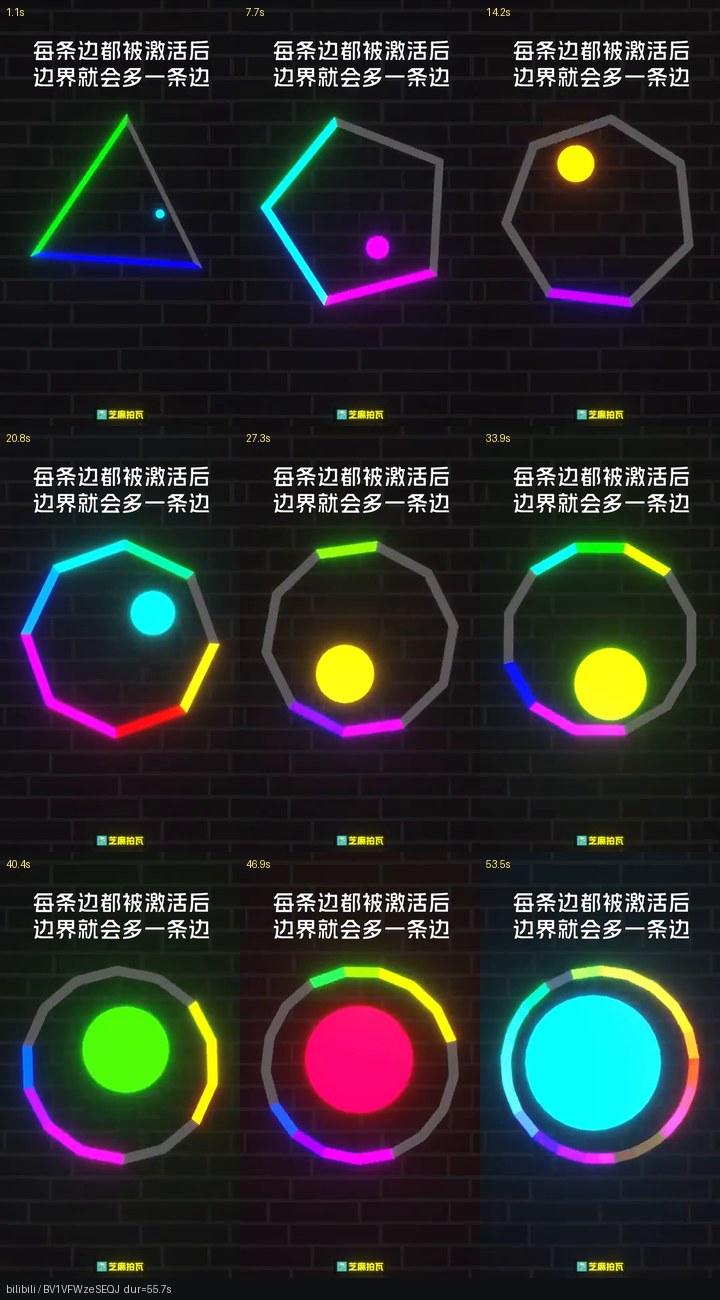 1.1s
每条边都被激活后
边界就会多一条边
芝麻拍瓦
7.7s
每条边都被激活后
边界就会多一条边
芝麻拍瓦
14.2s
每条边都被激活后
边界就会多一条边
芝麻拍瓦
20.8s
每条边都被激活后
边界就会多一条边
芝麻拍瓦
27.3s
每条边都被激活后
边界就会多一条边
芝麻拍瓦
33.9s
每条边都被激活后
边界就会多一条边
芝麻拍瓦
40.4s
每条边都被激活后
边界就会多一条边
芝麻拍瓦
46.9s
每条边都被激活后
边界就会多一条边
芝麻拍瓦
53.5s
每条边都被激活后
边界就会多一条边
芝麻拍瓦
bilibili / BV1VFWzeSEQJ dur=55.7s